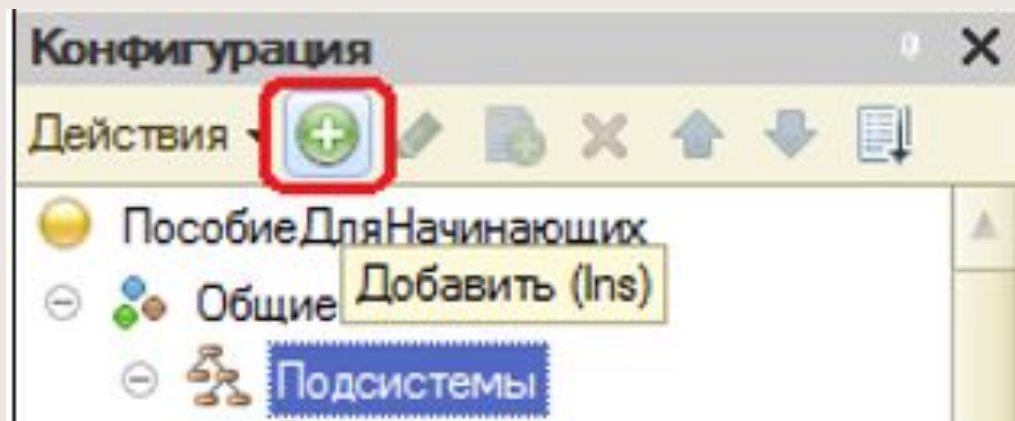 Конфигурация
Действия
ПособиеДляНачинающих
Общие
Добавить (Ins)
Подсистемы